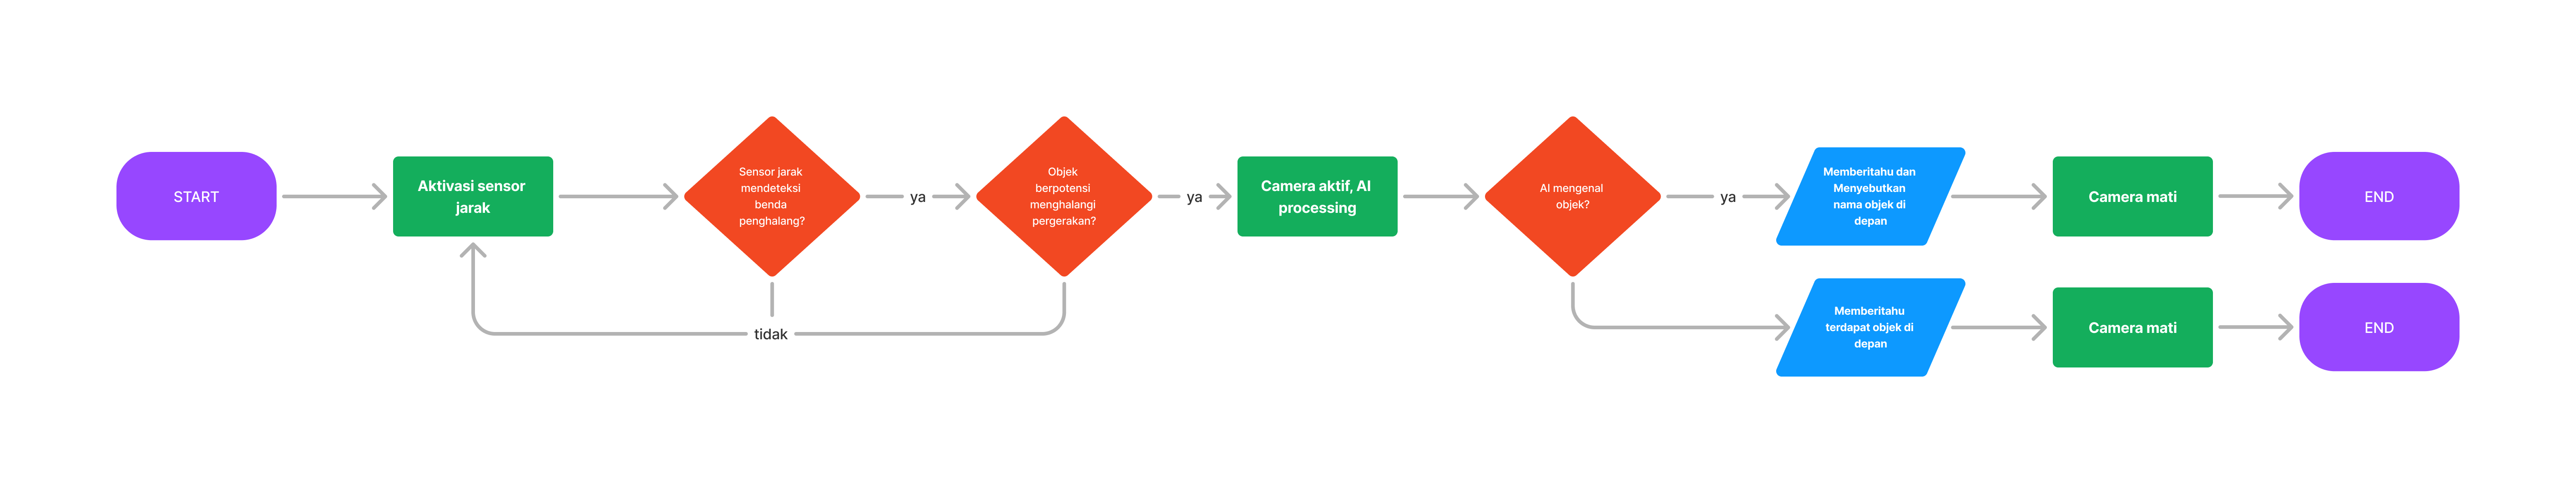 START
Aktivasi sensor
jarak
Sensor jarak
mendeteksi
benda
penghalang?
ya
Objek
berpotensi
menghalangi
pergerakan?
ya
Camera aktif, AI
processing
AI mengenal
objek?
ya
Memberitahu dan
Menyebutkan
nama objek di
depan
Camera mati
END
tidak
Memberitahu
terdapat objek di
depan
Camera mati
END